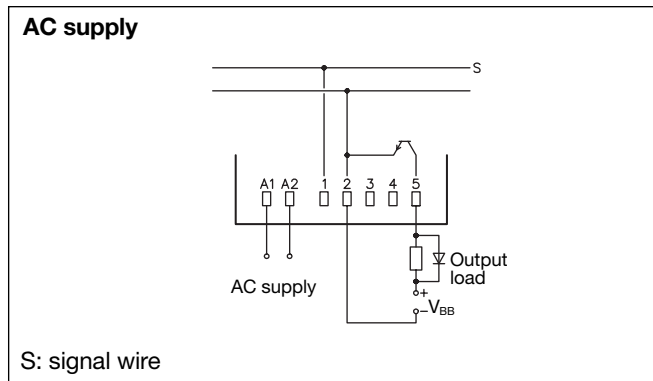 AC supply
S
A1 A2 1 2 3 4 5
Output
load
AC supply
+
−VBB
S: signal wire